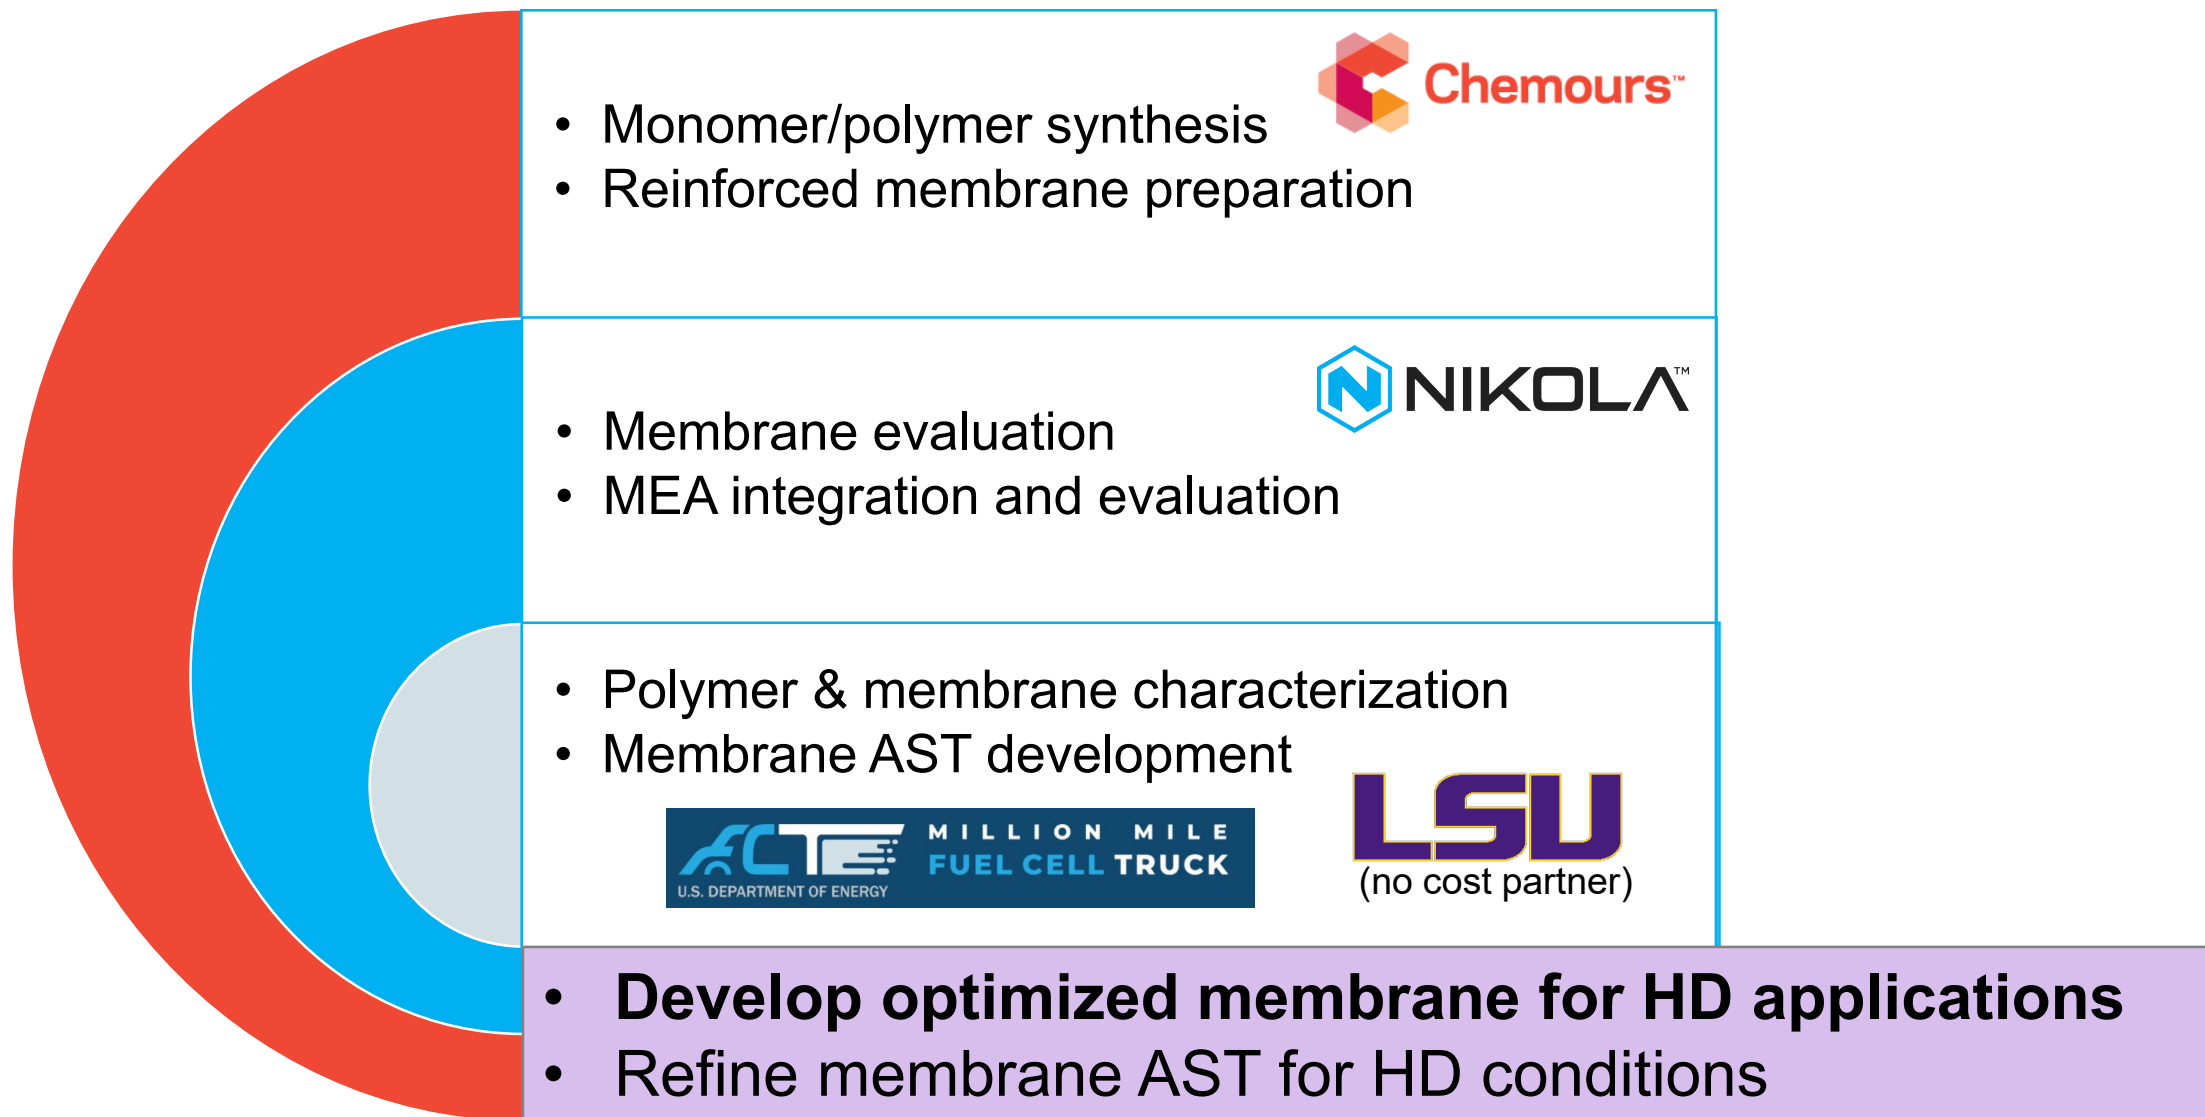 Chemours™
• Monomer/polymer synthesis
• Reinforced membrane preparation
N NIKOLA™
• Membrane evaluation
• MEA integration and evaluation
• Polymer & membrane characterization
• Membrane AST development
FCT MILLION MILE
FUEL CELL TRUCK
U.S. DEPARTMENT OF ENERGY
LSU
(no cost partner)
• Develop optimized membrane for HD applications
• Refine membrane AST for HD conditions